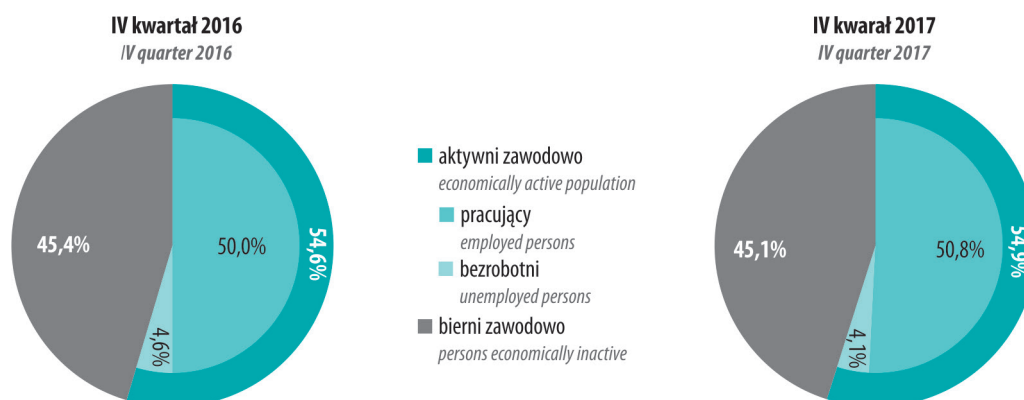 IV kwartał 2016
IV quarter 2016
45,4%
50,0%
54,6%
4,6%
aktywni zawodowo
economically active population
pracujący
employed persons
bezrobotni
unemployed persons
bierni zawodowo
persons economically inactive
IV kwarał 2017
IV quarter 2017
45,1%
50,8%
54,9%
4,1%